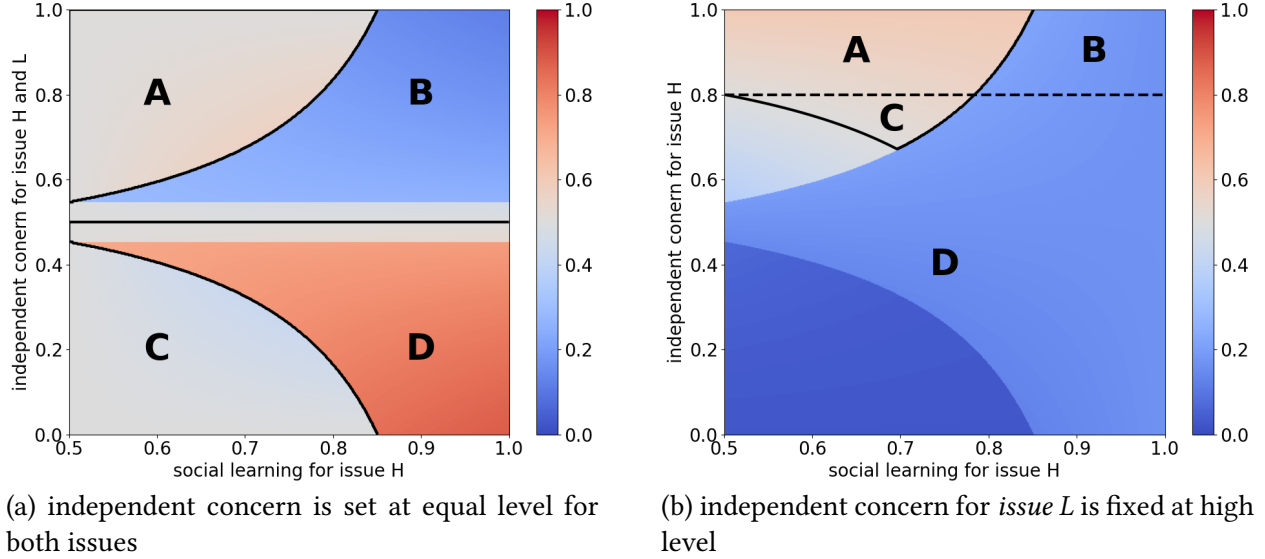 independent conern for issue H and L
1.0
0.8
0.6
0.4
0.2
0.0
A
B
C
D
0.5
0.6
0.7
0.8
0.9
1.0
social learning for issue H
1.0
0.8
0.6
0.4
0.2
0.0
(a) independent concern is set at equal level for
both issues
independent conern for issue H
1.0
0.8
0.6
0.4
0.2
0.0
A
B
C
D
0.5
0.6
0.7
0.8
0.9
1.0
social learning for issue H
1.0
0.8
0.6
0.4
0.2
0.0
(b) independent concern for issue L is fixed at high
level